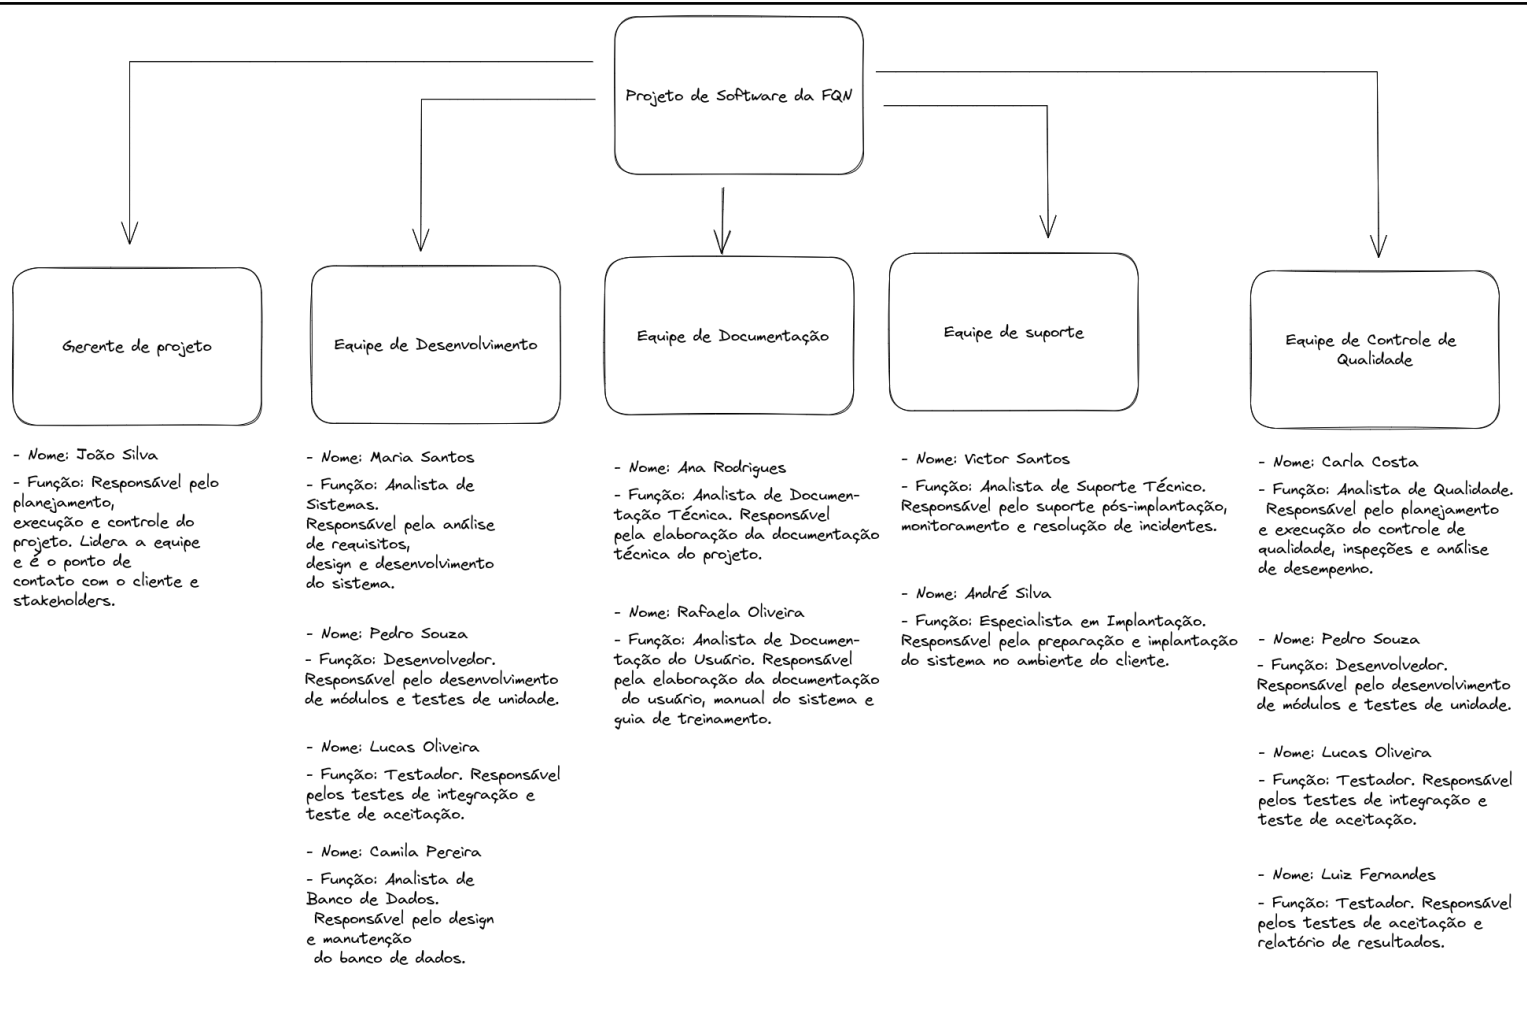 Projeto de Software da FQN
Gerente de projeto
- Nome: João Silva
- Função: Responsável pelo
planejamento,
execução e controle do
projeto. Lidera a equipe
e é o ponto de
contato com o cliente e
stakeholders.
Equipe de Desenvolvimento
- Nome: Maria Santos
- Função: Analista de
Sistemas.
Responsável pela análise
de requisitos,
design e desenvolvimento
do sistema.
- Nome: Pedro Souza
- Função: Desenvolvedor.
Responsável pelo desenvolvimento
de módulos e testes de unidade.
- Nome: Lucas Oliveira
- Função: Testador. Responsável
pelos testes de integração e
teste de aceitação.
- Nome: Camila Pereira
- Função: Analista de
Banco de Dados.
Responsável pelo design
e manutenção
do banco de dados.
Equipe de Documentação
- Nome: Ana Rodrigues
- Função: Analista de Documen-
tação Técnica. Responsável
pela elaboração da documentação
técnica do projeto.
- Nome: Rafaela Oliveira
- Função: Analista de Documen-
tação do Usuário. Responsável
pela elaboração da documentação
do usuário, manual do sistema e
guia de treinamento.
Equipe de suporte
- Nome: Victor Santos
- Função: Analista de Suporte Técnico.
Responsável pelo suporte pós-implantação,
monitoramento e resolução de incidentes.
- Nome: André Silva
- Função: Especialista em Implantação.
Responsável pela preparação e implantação
do sistema no ambiente do cliente.
Equipe de Controle de
Qualidade
- Nome: Carla Costa
- Função: Analista de Qualidade.
Responsável pelo planejamento
e execução do controle de
qualidade, inspeções e análise
de desempenho.
- Nome: Pedro Souza
- Função: Desenvolvedor.
Responsável pelo desenvolvimento
de módulos e testes de unidade.
- Nome: Lucas Oliveira
- Função: Testador. Responsável
pelos testes de integração e
teste de aceitação.
- Nome: Luiz Fernandes
- Função: Testador. Responsável
pelos testes de aceitação e
relatório de resultados.